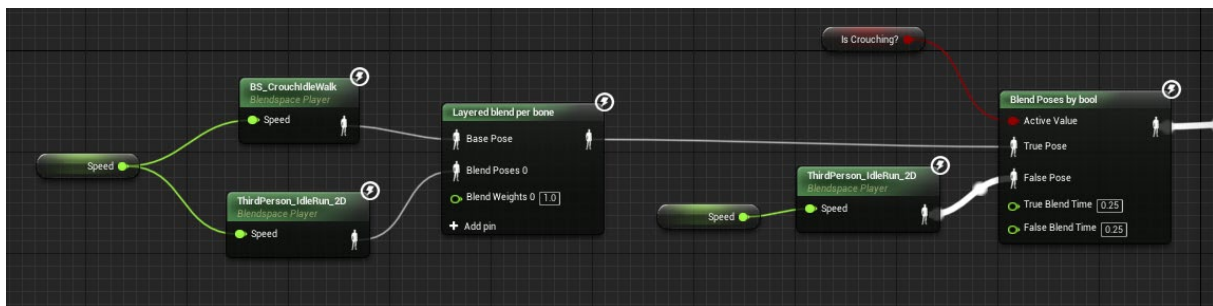 Is Crouching?
BS_CrouchIdleWalk
Blendspace Player
Speed
Speed
ThirdPerson_IdleRun_2D
Blendspace Player
Speed
Layered blend per bone
Base Pose
Blend Poses 0
Blend Weights 0 1.0
Add pin
Speed
ThirdPerson_IdleRun_2D
Blendspace Player
Speed
Blend Poses by bool
Active Value
True Pose
False Pose
True Blend Time 0.25
False Blend Time 0.25